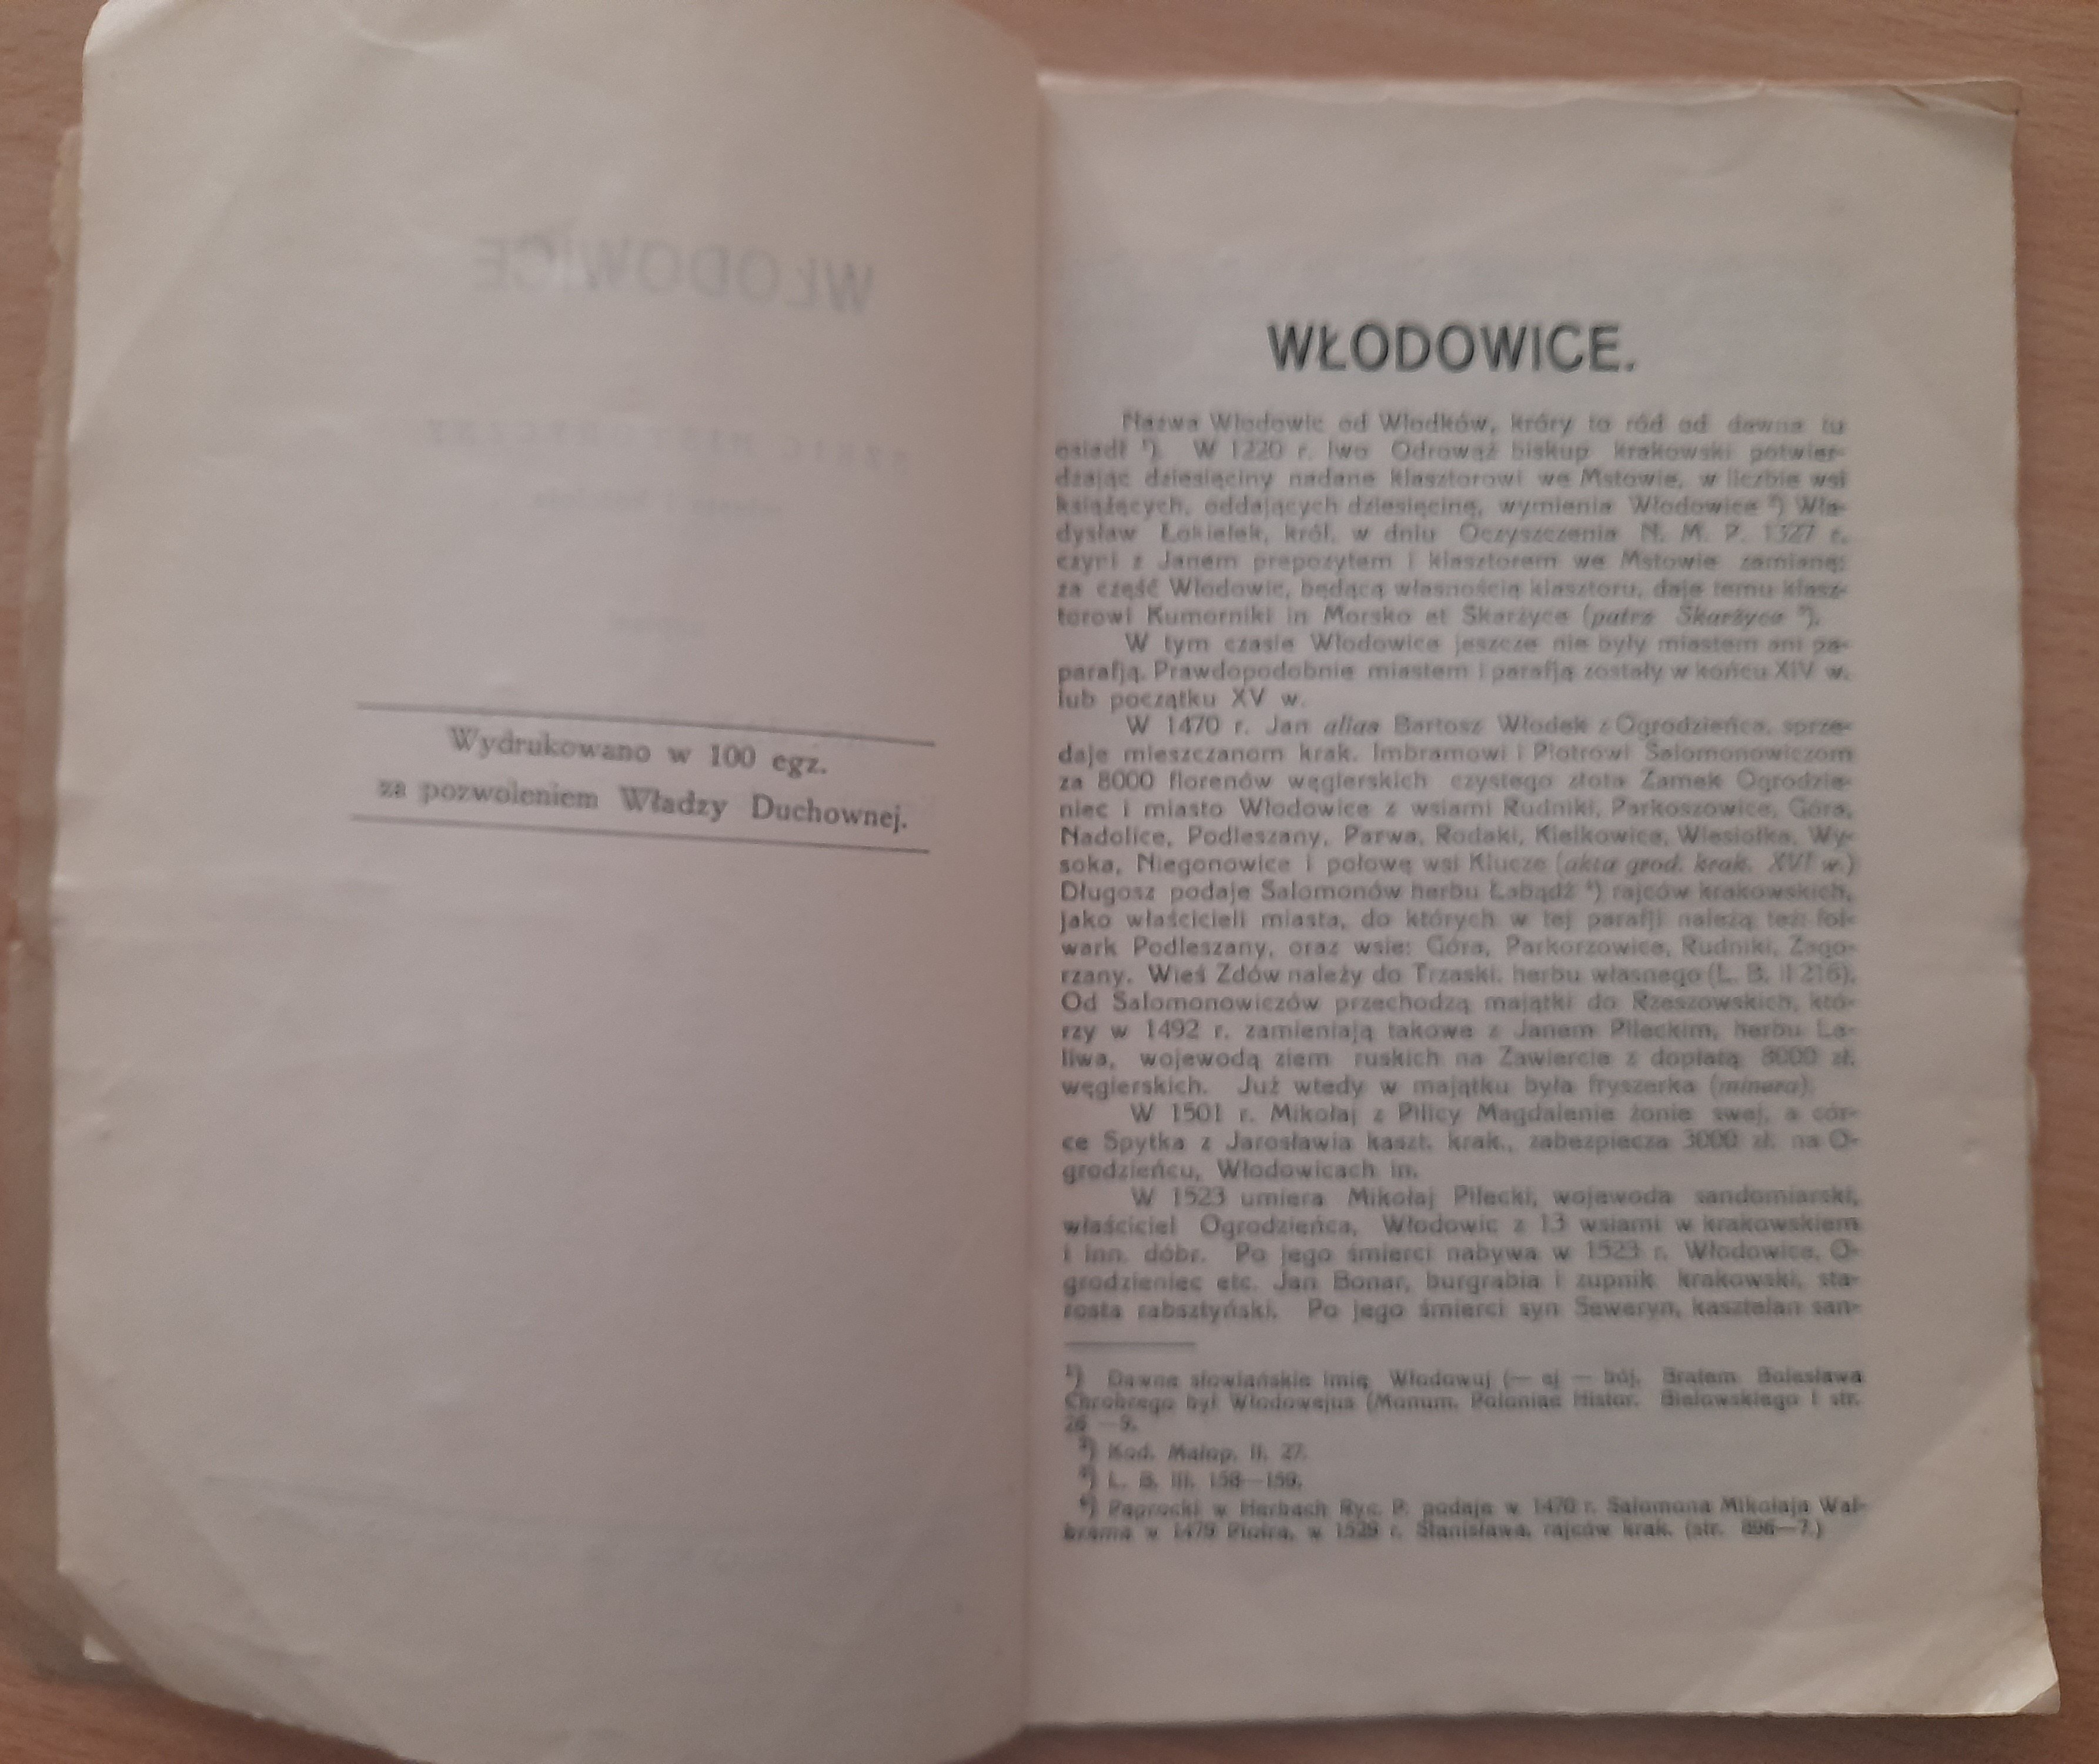 Wydrukowano w 100 egz.
za pozwoleniem Władzy Duchownej.
WŁODOWICE.
Nazwa Włodowic od Włodków, króry to ród od dawna tu
osiadł ¹). W 1220 r. Iwo Odrowąż biskup krakowski potwier-
dzając dziesięciny nadane klasztorowi we Mstowie, w liczbie wsi
książęcych, oddających dziesięcinę, wymienia Włodowice ²) Wła-
dysław Łokietek, król, w dniu Oczyszczenia N. M. P. 1327 r.
czyni z Janem prepozytem i klasztorem we Mstowie zamianę:
za część Włodowic, będącą własnością klasztoru, daje temu klasz-
torowi Kumorniki in Morsko et Skarżyce (patrz Skarżyce ³).
W tym czasie Włodowice jeszcze nie były miastem ani pa-
parafją. Prawdopodobnie miastem i parafją zostały w końcu XIV w.
lub początku XV w.
W 1470 r. Jan alias Bartosz Włodek z Ogrodzieńca, sprze-
daje mieszczanom krak. Imbramowi i Piotrowi Salomonowiczom
za 8000 florenów węgierskich czystego złota Zamek Ogrodzie-
niec i miasto Włodowice z wsiami Rudniki, Parkoszowice, Góra,
Nadolice, Podleszany, Parwa, Rodaki, Kielkowice, Wiesiołka, Wy-
soka, Niegonowice i połowę wsi Klucze (akta grod. krak. XVI w.)
Długosz podaje Salomonów herbu Łabądź ⁴) rajców krakowskich,
jako właścicieli miasta, do których w tej parafji należą też: fol-
wark Podleszany, oraz wsie: Góra, Parkorzowice, Rudniki, Zago-
rzany. Wieś Zdów należy do Trzaski, herbu własnego (L. B. II 216).
Od Salomonowiczów przechodzą majątki do Rzeszowskich, któ-
rzy w 1492 r. zamieniają takowe z Janem Pileckim, herbu Le-
liwa, wojewodą ziem ruskich na Zawiercie z dopłatą 8000 zł.
węgierskich. Już wtedy w majątku była fryszerka (minera).
W 1501 r. Mikołaj z Pilicy Magdalenie żonie swej, a cór-
ce Spytka z Jarosławia kaszt. krak., zabezpiecza 3000 zł. na O-
grodzieńcu, Włodowicach in.
W 1523 umiera Mikołaj Pilecki, wojewoda sandomiarski,
właściciel Ogrodzieńca, Włodowic z 13 wsiami w krakowskiem
i inn. dóbr. Po jego śmierci nabywa w 1523 r. Włodowice, O-
grodzieniec etc. Jan Bonar, burgrabia i żupnik krakowski, sta-
rosta rabsztyński. Po jego śmierci syn Seweryn, kasztelan san-
¹) Dawne słowiańskie imię Włodowuj (— oj — bój. Bratem Bolesława
Chrobrego był Włodowejus (Monum. Poloniae Histor. Bielowskiego I str.
26 — 9.
²) Kod. Małop. II. 27.
³) L. B. III. 158—159.
⁴) Paprocki w Herbach Ryc. P. podaje w 1470 r. Salomona Mikołaja Wal-
brama w 1479 Piotra, w 1529 r. Stanisława, rajców krak. (str. 896—7.)